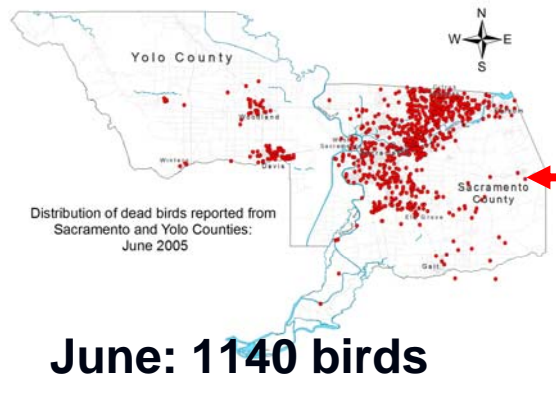 N
W E
S
Yolo County
Woodland
Winters
Davis
Sacramento
Elk Grove
Sacramento
County
Galt
Distribution of dead birds reported from
Sacramento and Yolo Counties:
June 2005
June: 1140 birds